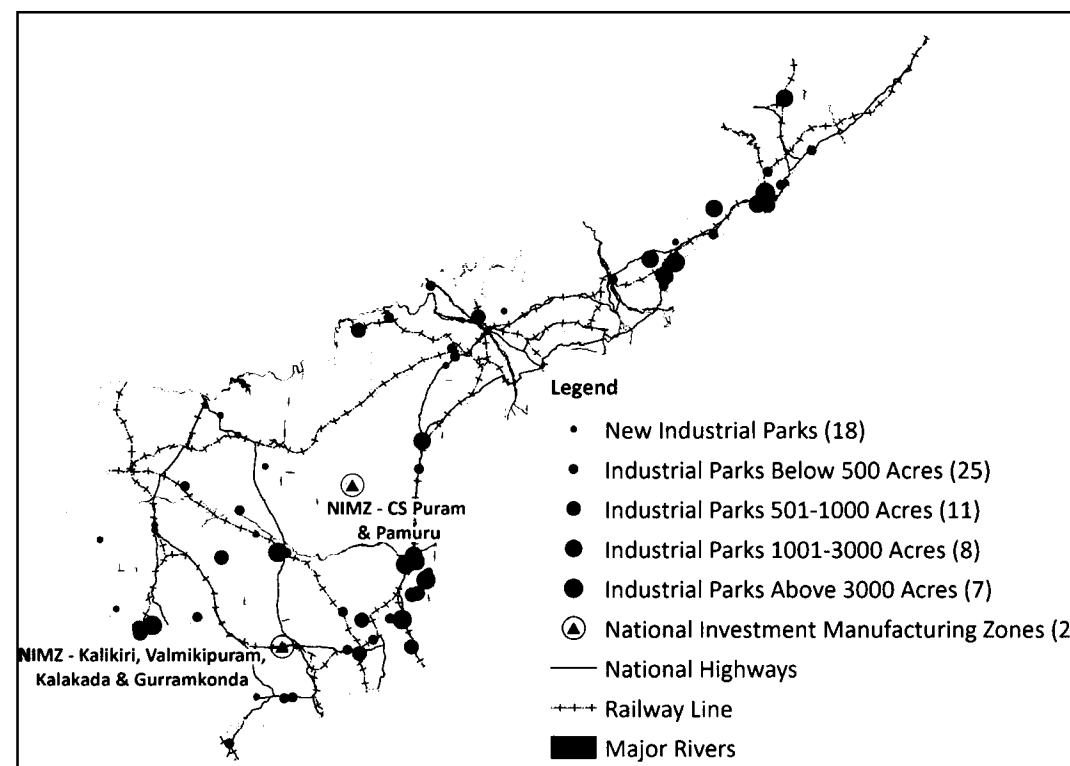 Legend
New Industrial Parks (18)
Industrial Parks Below 500 Acres (25)
NIMZ - CS Puram
& Pamuru
Industrial Parks 501-1000 Acres (11)
Industrial Parks 1001-3000 Acres (8)
Industrial Parks Above 3000 Acres (7)
National Investment Manufacturing Zones (2
NIMZ - Kalikiri, Valmikipuram,
Kalakada & Gurramkonda
National Highways
Railway Line
Major Rivers